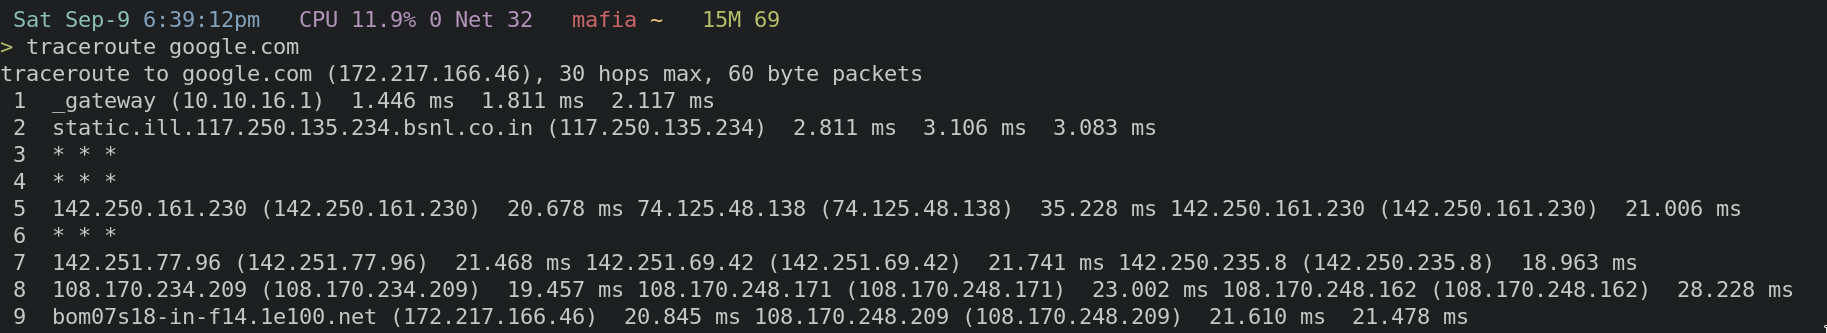 Sat Sep-9 6:39:12pm CPU 11.9% 0 Net 32 mafia ~ 15M 69
> traceroute google.com
traceroute to google.com (172.217.166.46), 30 hops max, 60 byte packets
1 _gateway (10.10.16.1) 1.446 ms 1.811 ms 2.117 ms
2 static.ill.117.250.135.234.bsnl.co.in (117.250.135.234) 2.811 ms 3.106 ms 3.083 ms
3 * * *
4 * * *
5 142.250.161.230 (142.250.161.230) 20.678 ms 74.125.48.138 (74.125.48.138) 35.228 ms 142.250.161.230 (142.250.161.230) 21.006 ms
6 * * *
7 142.251.77.96 (142.251.77.96) 21.468 ms 142.251.69.42 (142.251.69.42) 21.741 ms 142.250.235.8 (142.250.235.8) 18.963 ms
8 108.170.234.209 (108.170.234.209) 19.457 ms 108.170.248.171 (108.170.248.171) 23.002 ms 108.170.248.162 (108.170.248.162) 28.228 ms
9 bom07s18-in-f14.1e100.net (172.217.166.46) 20.845 ms 108.170.248.209 (108.170.248.209) 21.610 ms 21.478 ms